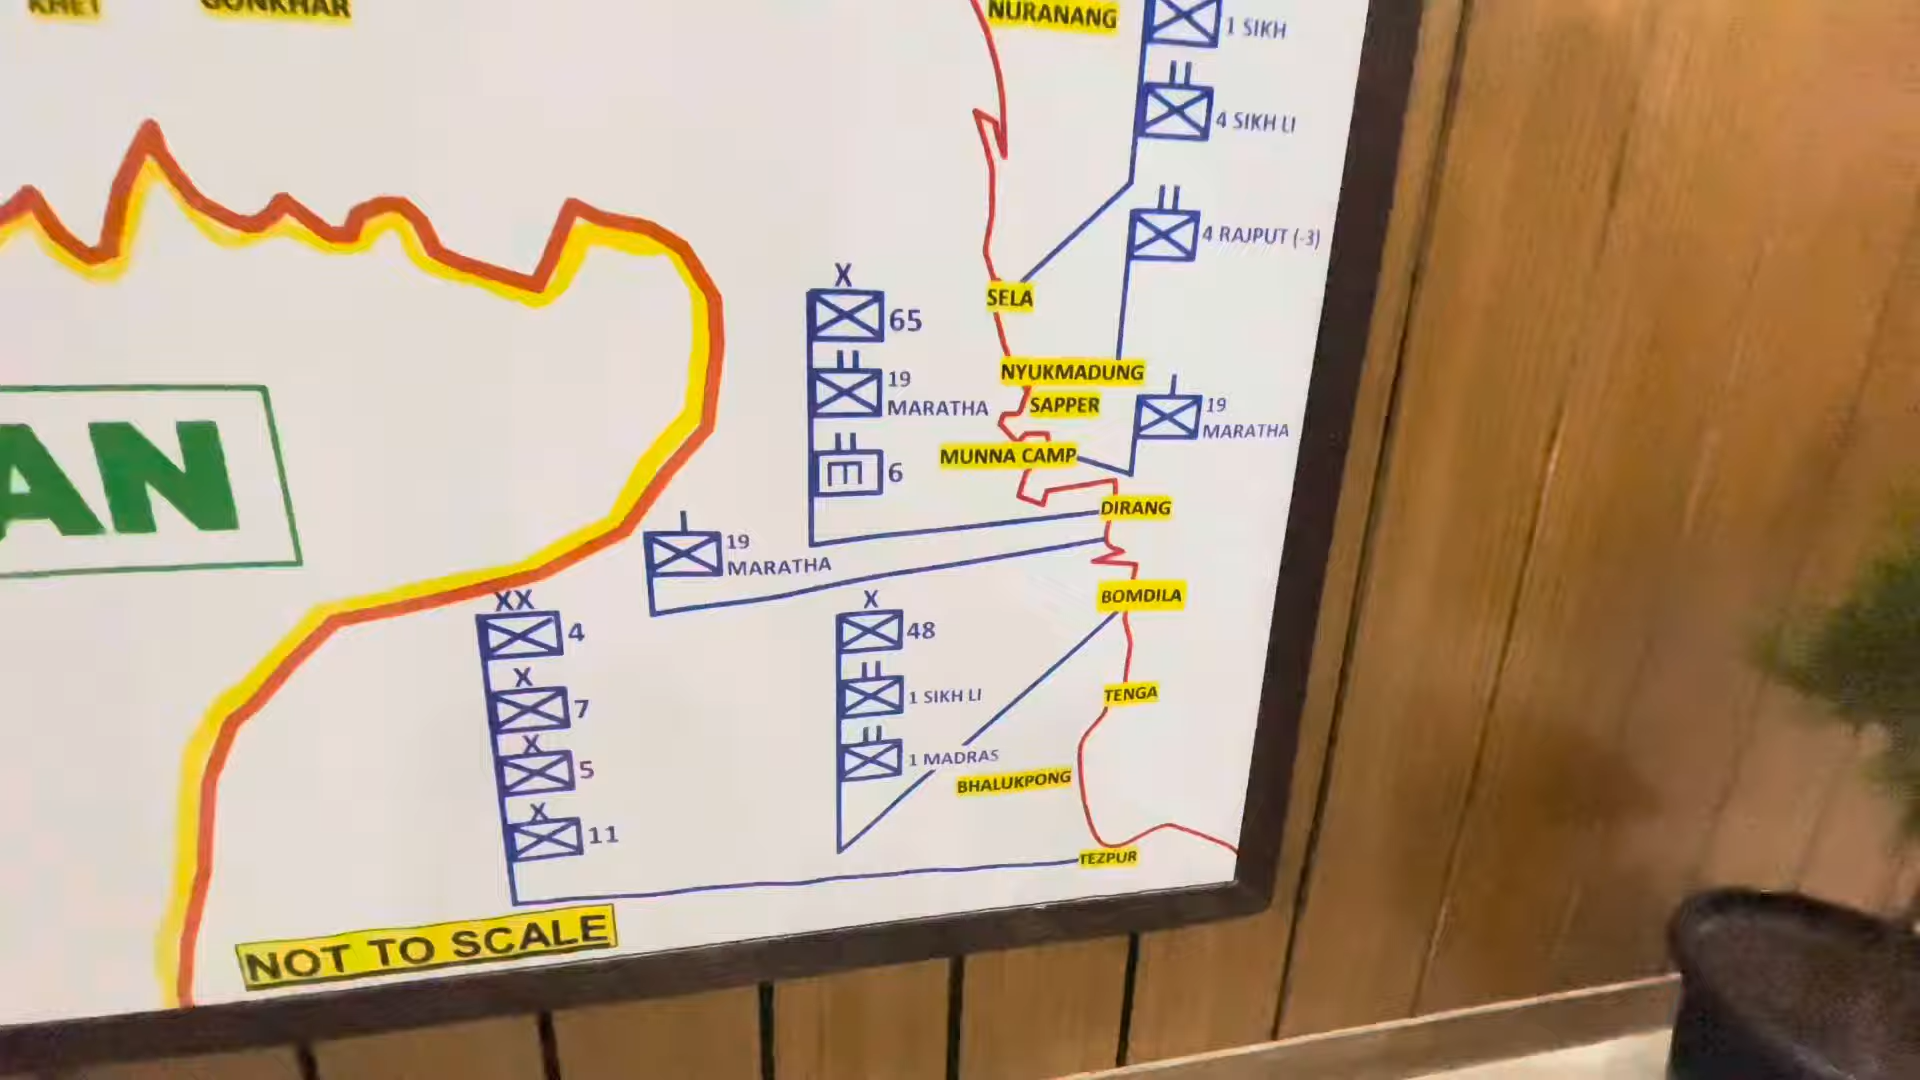 KHET
GONKHAR
NURANANG
1 SIKH
4 SIKH LI
4 RAJPUT (-3)
SELA
X
65
19
MARATHA
6
NYUKMADUNG
SAPPER
19
MARATHA
MUNNA CAMP
DIRANG
19
MARATHA
BOMDILA
XX
4
X
7
X
5
X
11
X
48
1 SIKH LI
1 MADRAS
TENGA
BHALUKPONG
TEZPUR
AN
NOT TO SCALE